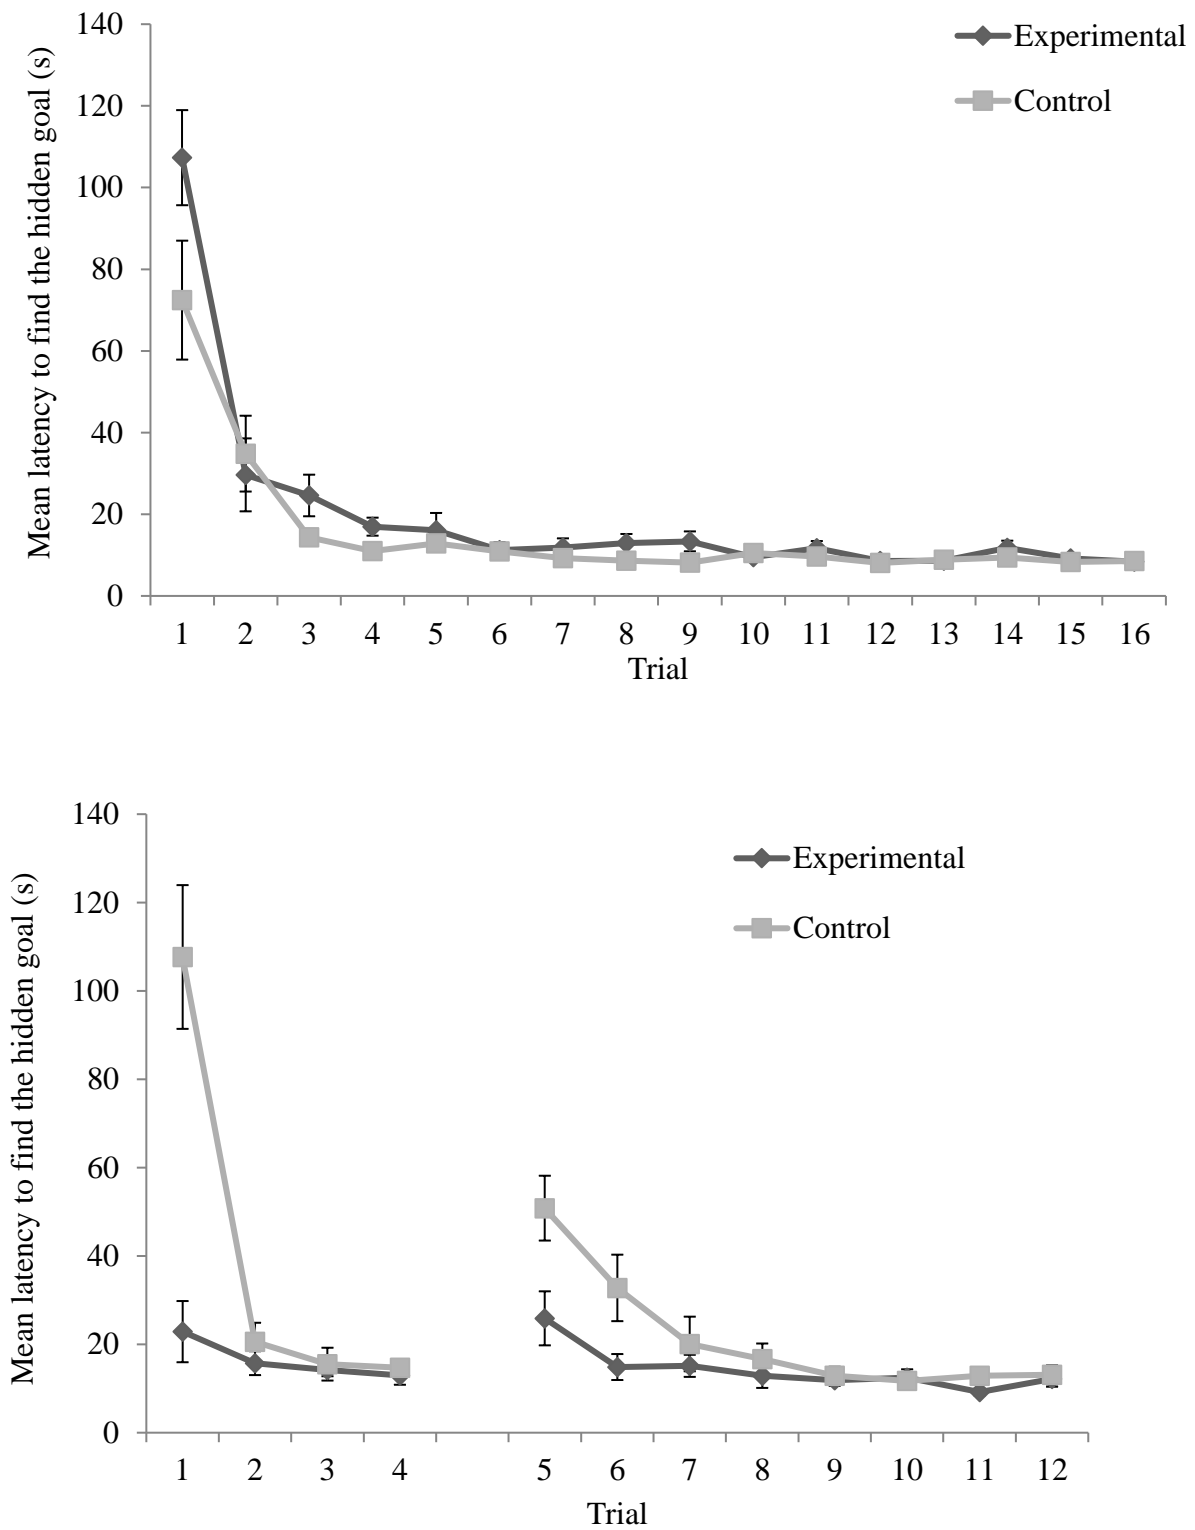 Mean latency to find the hidden goal (s)
140
120
100
80
60
40
20
0
Experimental
Control
1 2 3 4 5 6 7 8 9 10 11 12 13 14 15 16
Trial
Mean latency to find the hidden goal (s)
140
120
100
80
60
40
20
0
Experimental
Control
1 2 3 4 5 6 7 8 9 10 11 12
Trial